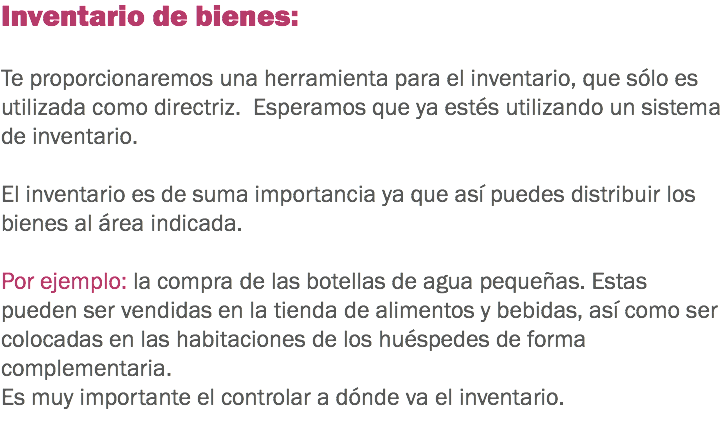 Inventario de bienes:
Te proporcionaremos una herramienta para el inventario, que sólo es
utilizada como directriz.  Esperamos que ya estés utilizando un sistema
de inventario.
El inventario es de suma importancia ya que así puedes distribuir los
bienes al área indicada.
Por ejemplo: la compra de las botellas de agua pequeñas. Estas
pueden ser vendidas en la tienda de alimentos y bebidas, así como ser
colocadas en las habitaciones de los huéspedes de forma
complementaria.
Es muy importante el controlar a dónde va el inventario.